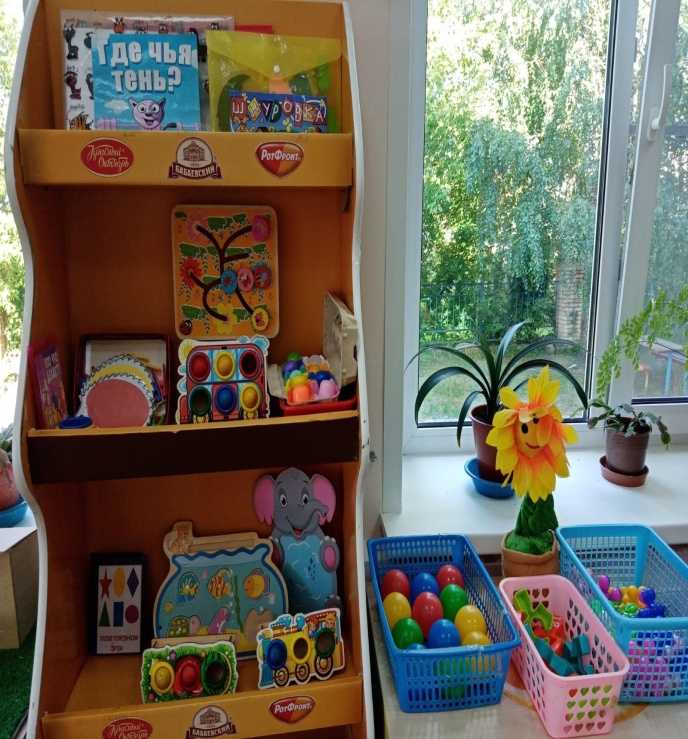 Где чья
тень?
ШНУРОВКА
Красный
Октябрь
БАБАЕВСКИЙ
РотФронт
Красный
Октябрь
БАБАЕВСКИЙ
РотФронт